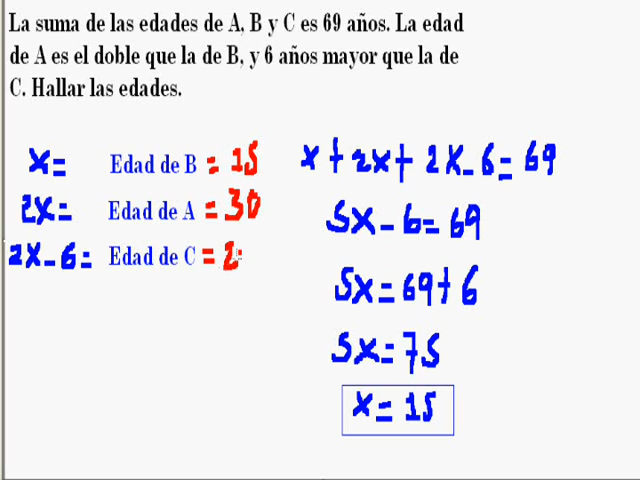 La suma de las edades de A, B y C es 69 años. La edad
de A es el doble que la de B, y 6 años mayor que la de
C. Hallar las edades.
x= Edad de B = 15
2x= Edad de A = 30
2x-6= Edad de C = 2
x+2x+2x-6=69
5x-6=69
5x=69+6
5x=75
x=15